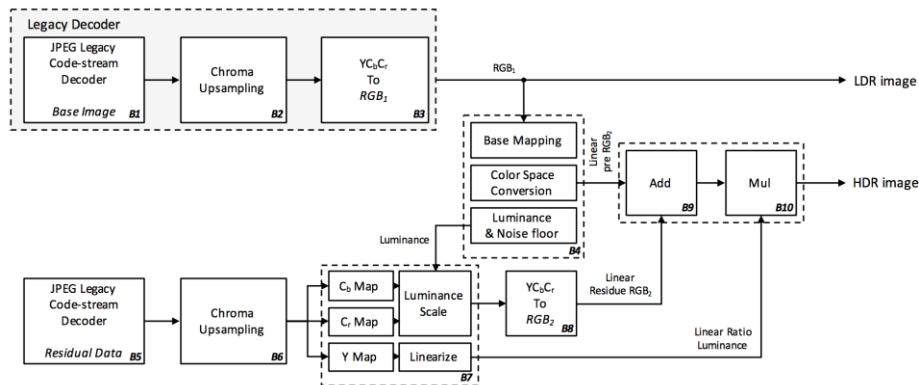 Legacy Decoder
JPEG Legacy
Code-stream
Decoder
Base Image
B1
Chroma
Upsampling
B2
YCbCr
To
RGB1
B3
RGB1
LDR image
Base Mapping
Color Space
Conversion
Luminance
& Noise floor
B4
Linear
pre RGB2
Add
B9
Mul
B10
HDR image
Luminance
JPEG Legacy
Code-stream
Decoder
Residual Data
B5
Chroma
Upsampling
B6
Cb Map
Cr Map
Y Map
Luminance
Scale
Linearize
B7
YCbCr
To
RGB2
B8
Linear
Residue RGB2
Linear Ratio
Luminance